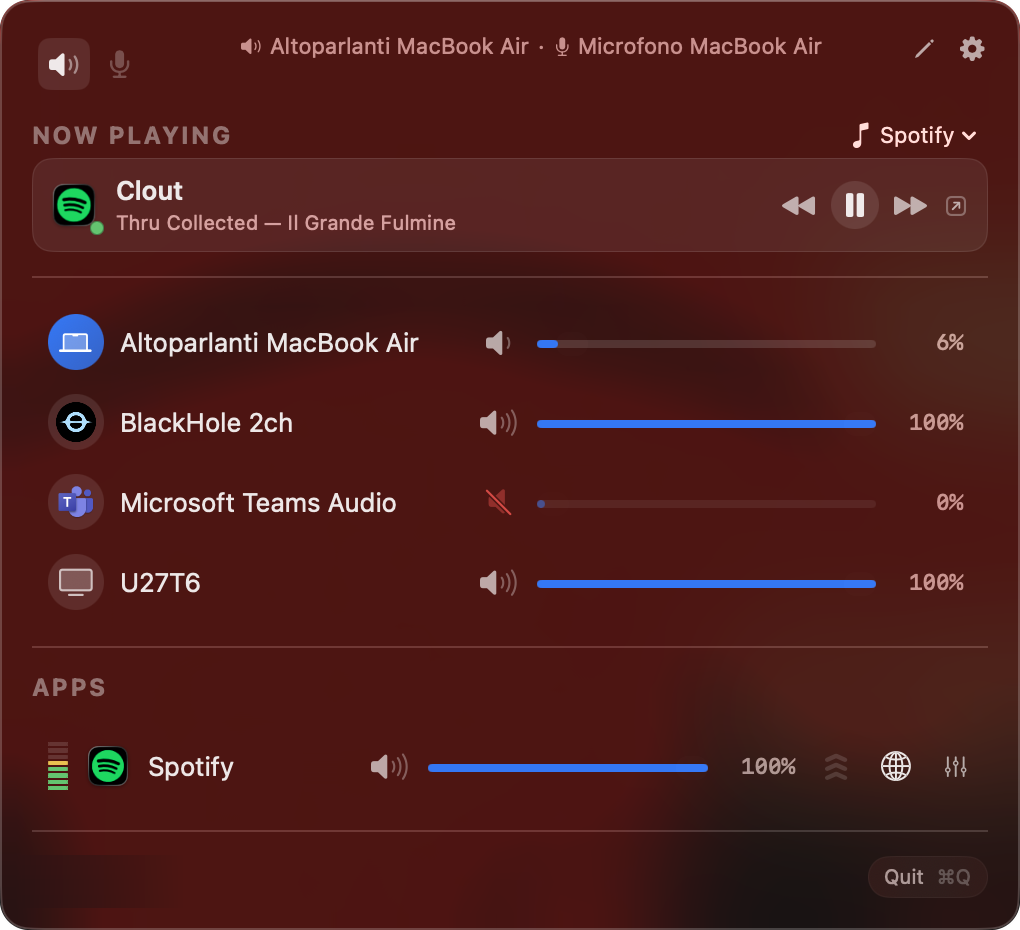 Altoparlanti MacBook Air · Microfono MacBook Air
NOW PLAYING
Spotify
Clout
Thru Collected — Il Grande Fulmine
Altoparlanti MacBook Air 6%
BlackHole 2ch 100%
T
Microsoft Teams Audio 0%
U27T6 100%
APPS
Spotify 100%
Quit ⌘Q